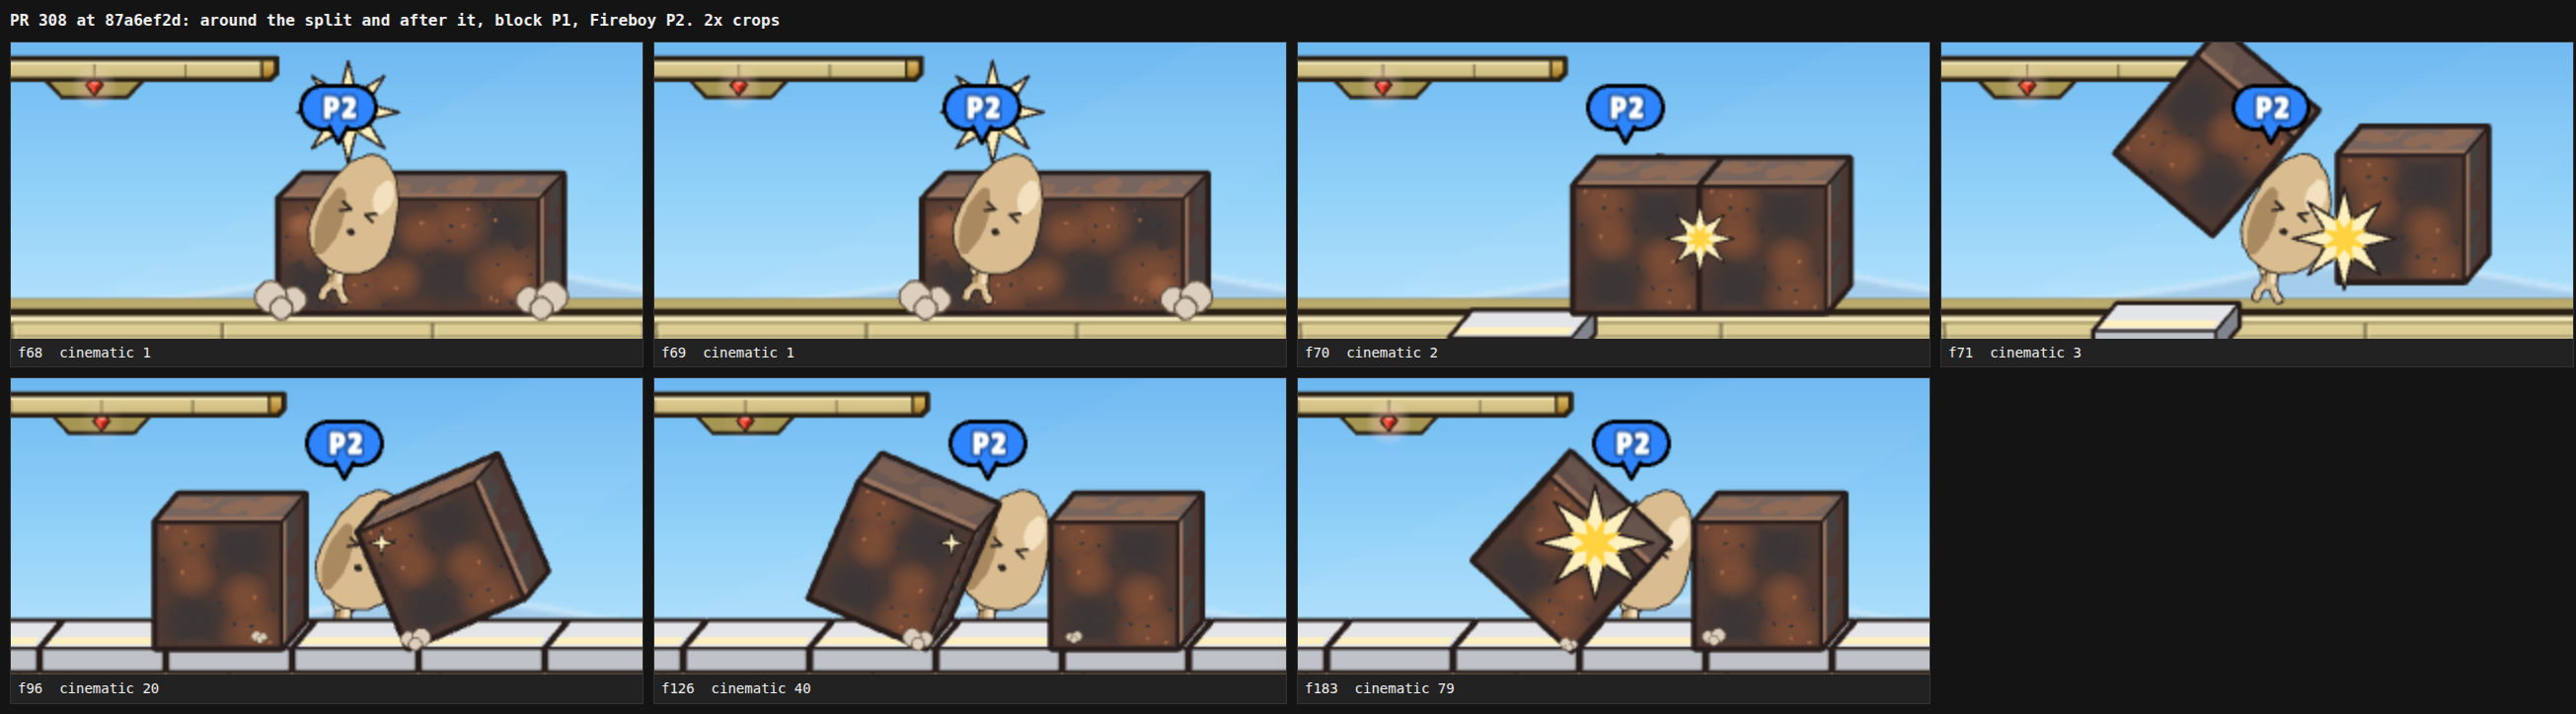 PR 308 at 87a6ef2d: around the split and after it, block P1, Fireboy P2. 2x crops
P2
P2
P2
P2
f68 cinematic 1
f69 cinematic 1
f70 cinematic 2
f71 cinematic 3
P2
P2
P2
f96 cinematic 20
f126 cinematic 40
f183 cinematic 79